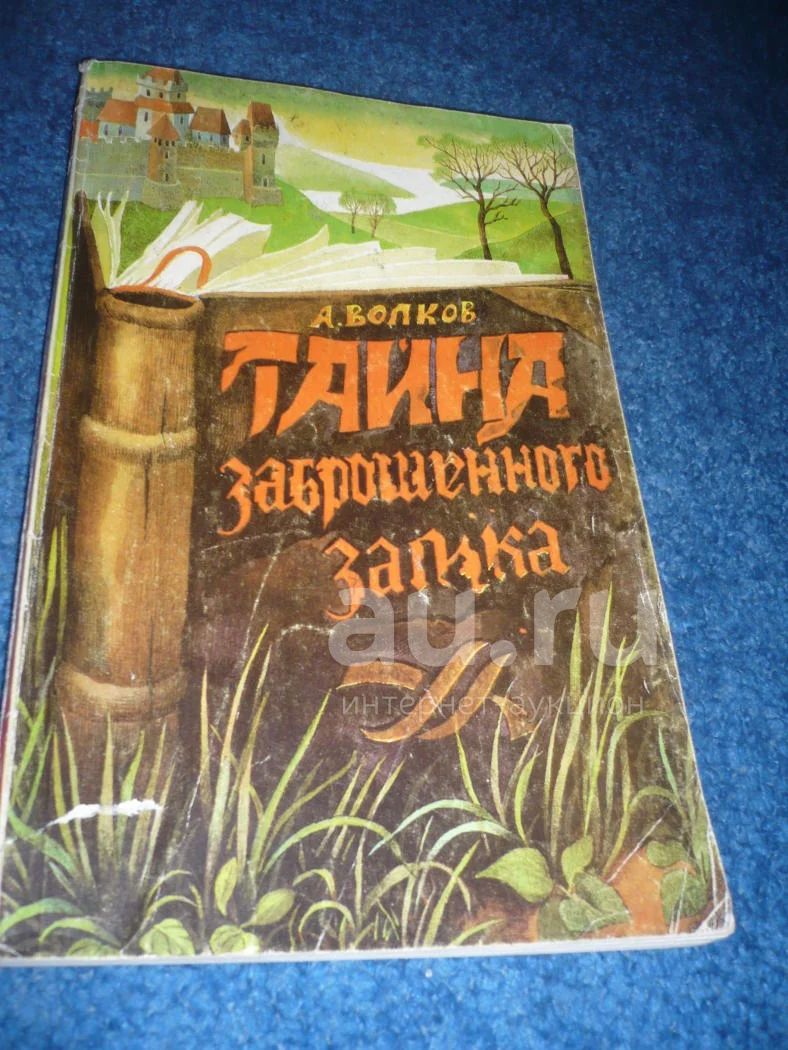 А. ВОЛКОВ
ТАЙНА
ЗАБРОШЕННОГО
ЗАМКА
au.ru
интернет-аукцион